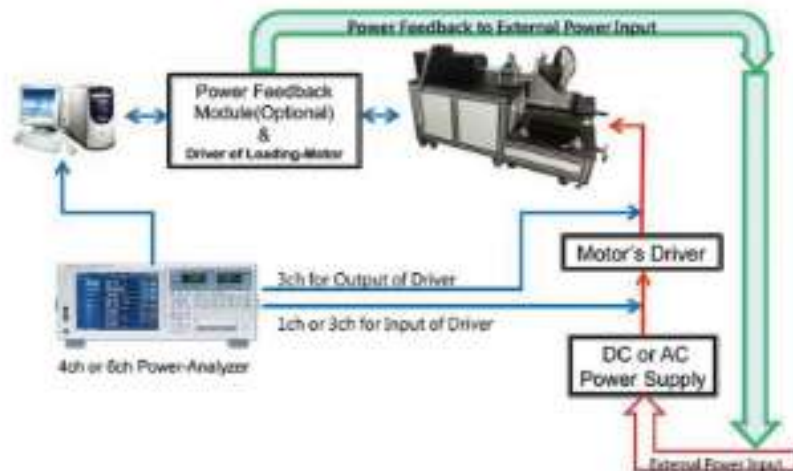 Power Feedback to External Power Input
Power Feedback
Module(Optional)
&
Driver of Loading-Motor
Motor's Driver
3ch for Output of Driver
1ch or 3ch for Input of Driver
4ch or 6ch Power-Analyzer
DC or AC
Power Supply
External Power Input